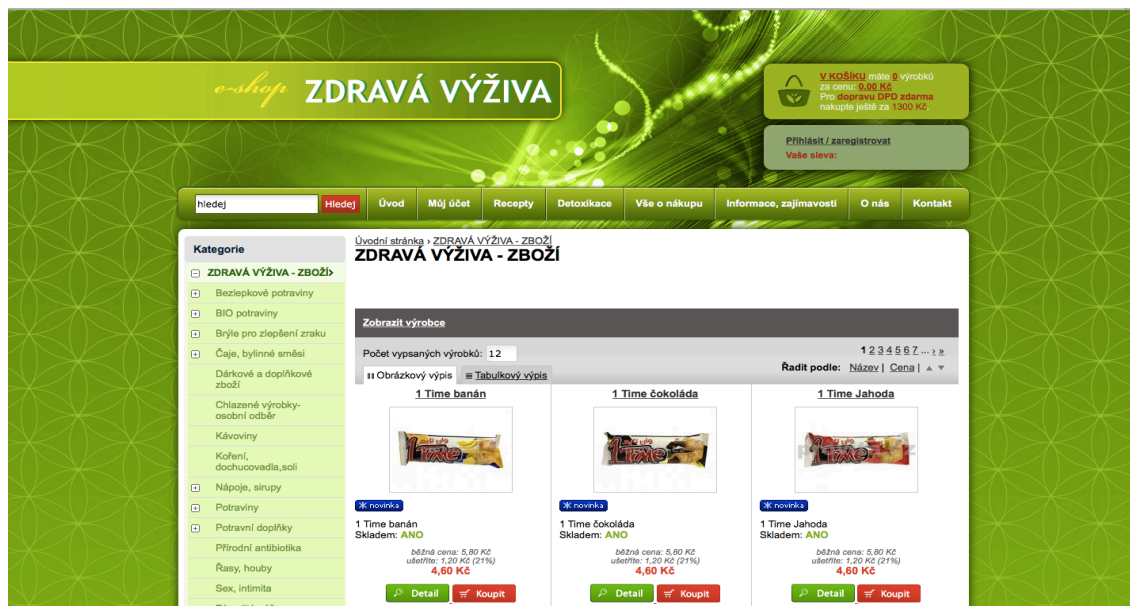 e-shop ZDRAVÁ VÝŽIVA
V KOŠÍKU máte 0 výrobků
za cenu: 0,00 Kč
Pro dopravu DPD zdarma
nakupte ještě za 1300 Kč.
Přihlásit / zaregistrovat
Vaše sleva:
hledej Hledej Úvod Můj účet Recepty Detoxikace Vše o nákupu Informace, zajímavosti O nás Kontakt
Kategorie
ZDRAVÁ VÝŽIVA - ZBOŽÍ>
Bezlepkové potraviny
BIO potraviny
Brýle pro zlepšení zraku
Čaje, bylinné směsi
Dárkové a doplňkové
zboží
Chlazené výrobky-
osobní odběr
Kávoviny
Koření,
dochucovadla,soli
Nápoje, sirupy
Potraviny
Potravní doplňky
Přírodní antibiotika
Řasy, houby
Sex, intimita
Úvodní stránka › ZDRAVÁ VÝŽIVA - ZBOŽÍ
ZDRAVÁ VÝŽIVA - ZBOŽÍ
Zobrazit výrobce
Počet vypsaných výrobků: 12
1 2 3 4 5 6 7 ... › »
Obrázkový výpis Tabulkový výpis
Řadit podle: Název | Cena | ▲ ▼
1 Time banán 1 Time čokoláda 1 Time Jahoda
1Time 1Time 1Time
novinka novinka novinka
1 Time banán 1 Time čokoláda 1 Time Jahoda
Skladem: ANO Skladem: ANO Skladem: ANO
běžná cena: 5,80 Kč běžná cena: 5,80 Kč běžná cena: 5,80 Kč
ušetříte: 1,20 Kč (21%) ušetříte: 1,20 Kč (21%) ušetříte: 1,20 Kč (21%)
4,60 Kč 4,60 Kč 4,60 Kč
Detail Koupit Detail Koupit Detail Koupit